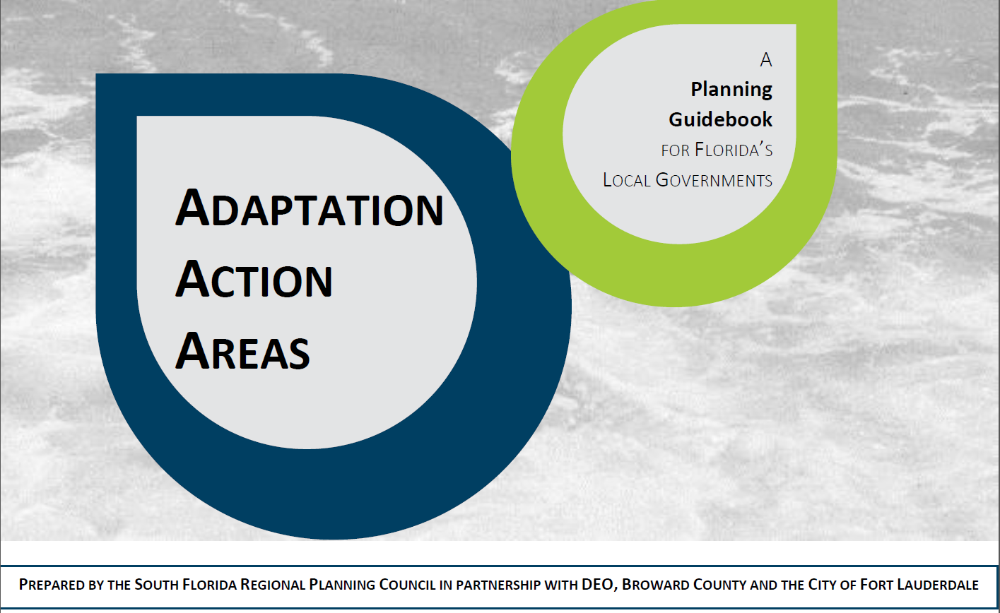 Adaptation
Action
Areas
A
Planning
Guidebook
for Florida's
Local Governments
Prepared by the South Florida Regional Planning Council in partnership with DEO, Broward County and the City of Fort Lauderdale